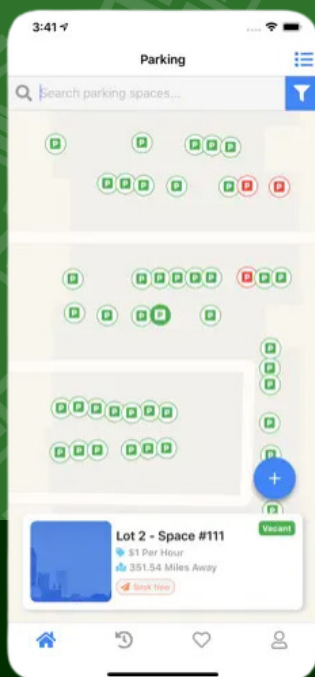 3:41
Parking
Search parking spaces...
Lot 2 - Space #111
Vacant
$1 Per Hour
351.54 Miles Away
Book Now